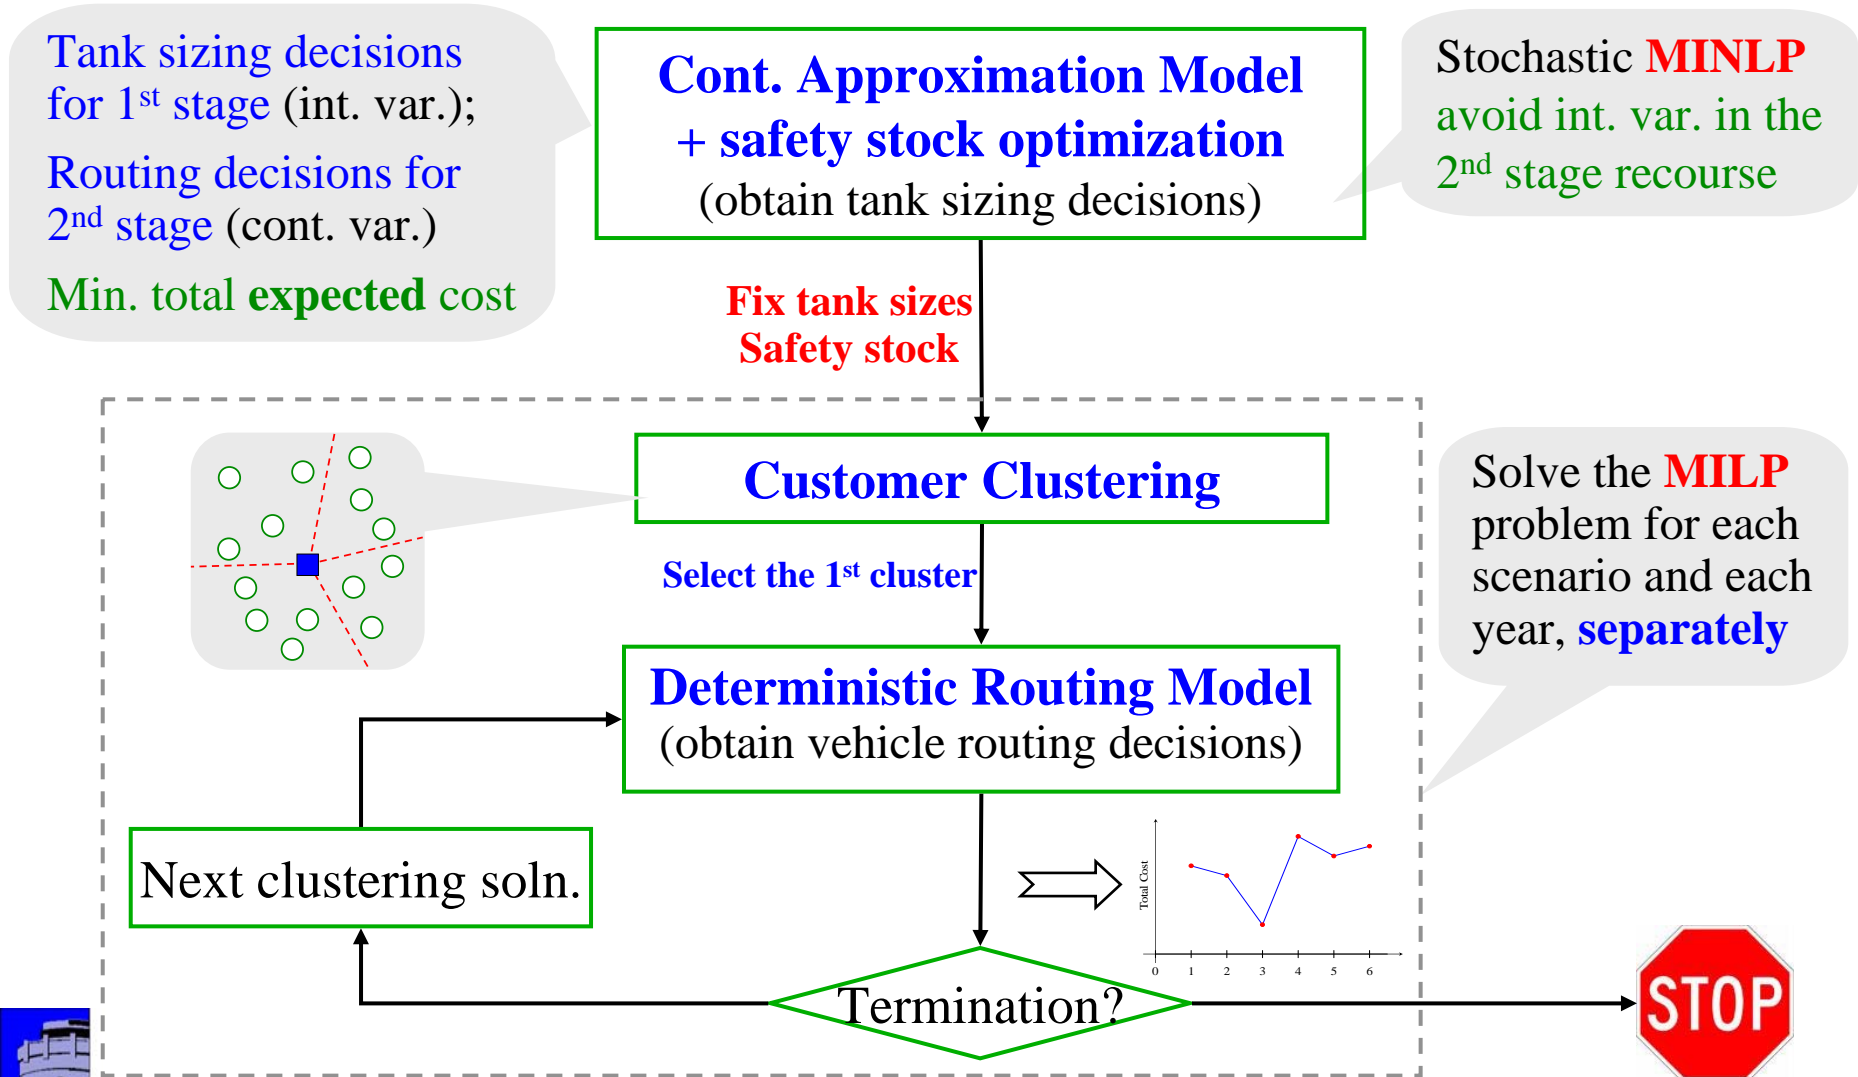 Tank sizing decisions
for 1st stage (int. var.);
Routing decisions for
2nd stage (cont. var.)
Min. total expected cost
Cont. Approximation Model
+ safety stock optimization
(obtain tank sizing decisions)
Stochastic MINLP
avoid int. var. in the
2nd stage recourse
Fix tank sizes
Safety stock
Customer Clustering
Select the 1st cluster
Solve the MILP
problem for each
scenario and each
year, separately
Deterministic Routing Model
(obtain vehicle routing decisions)
Next clustering soln.
Total Cost
0 1 2 3 4 5 6
Termination?
STOP